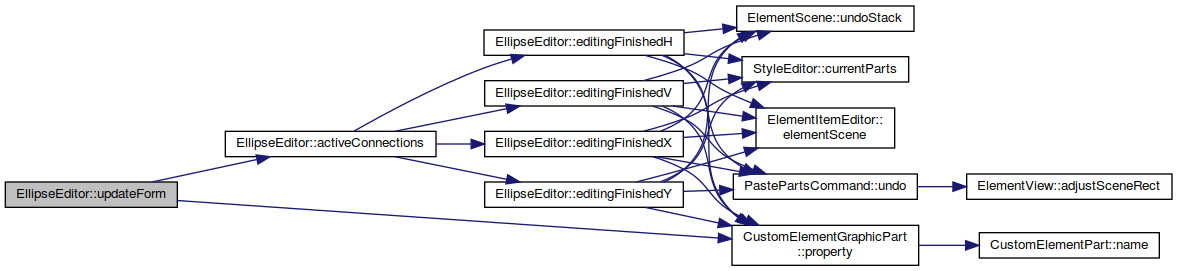 EllipseEditor::updateForm
EllipseEditor::activeConnections
EllipseEditor::editingFinishedH
EllipseEditor::editingFinishedV
EllipseEditor::editingFinishedX
EllipseEditor::editingFinishedY
ElementScene::undoStack
StyleEditor::currentParts
ElementItemEditor::
elementScene
PastePartsCommand::undo
CustomElementGraphicPart
::property
ElementView::adjustSceneRect
CustomElementPart::name